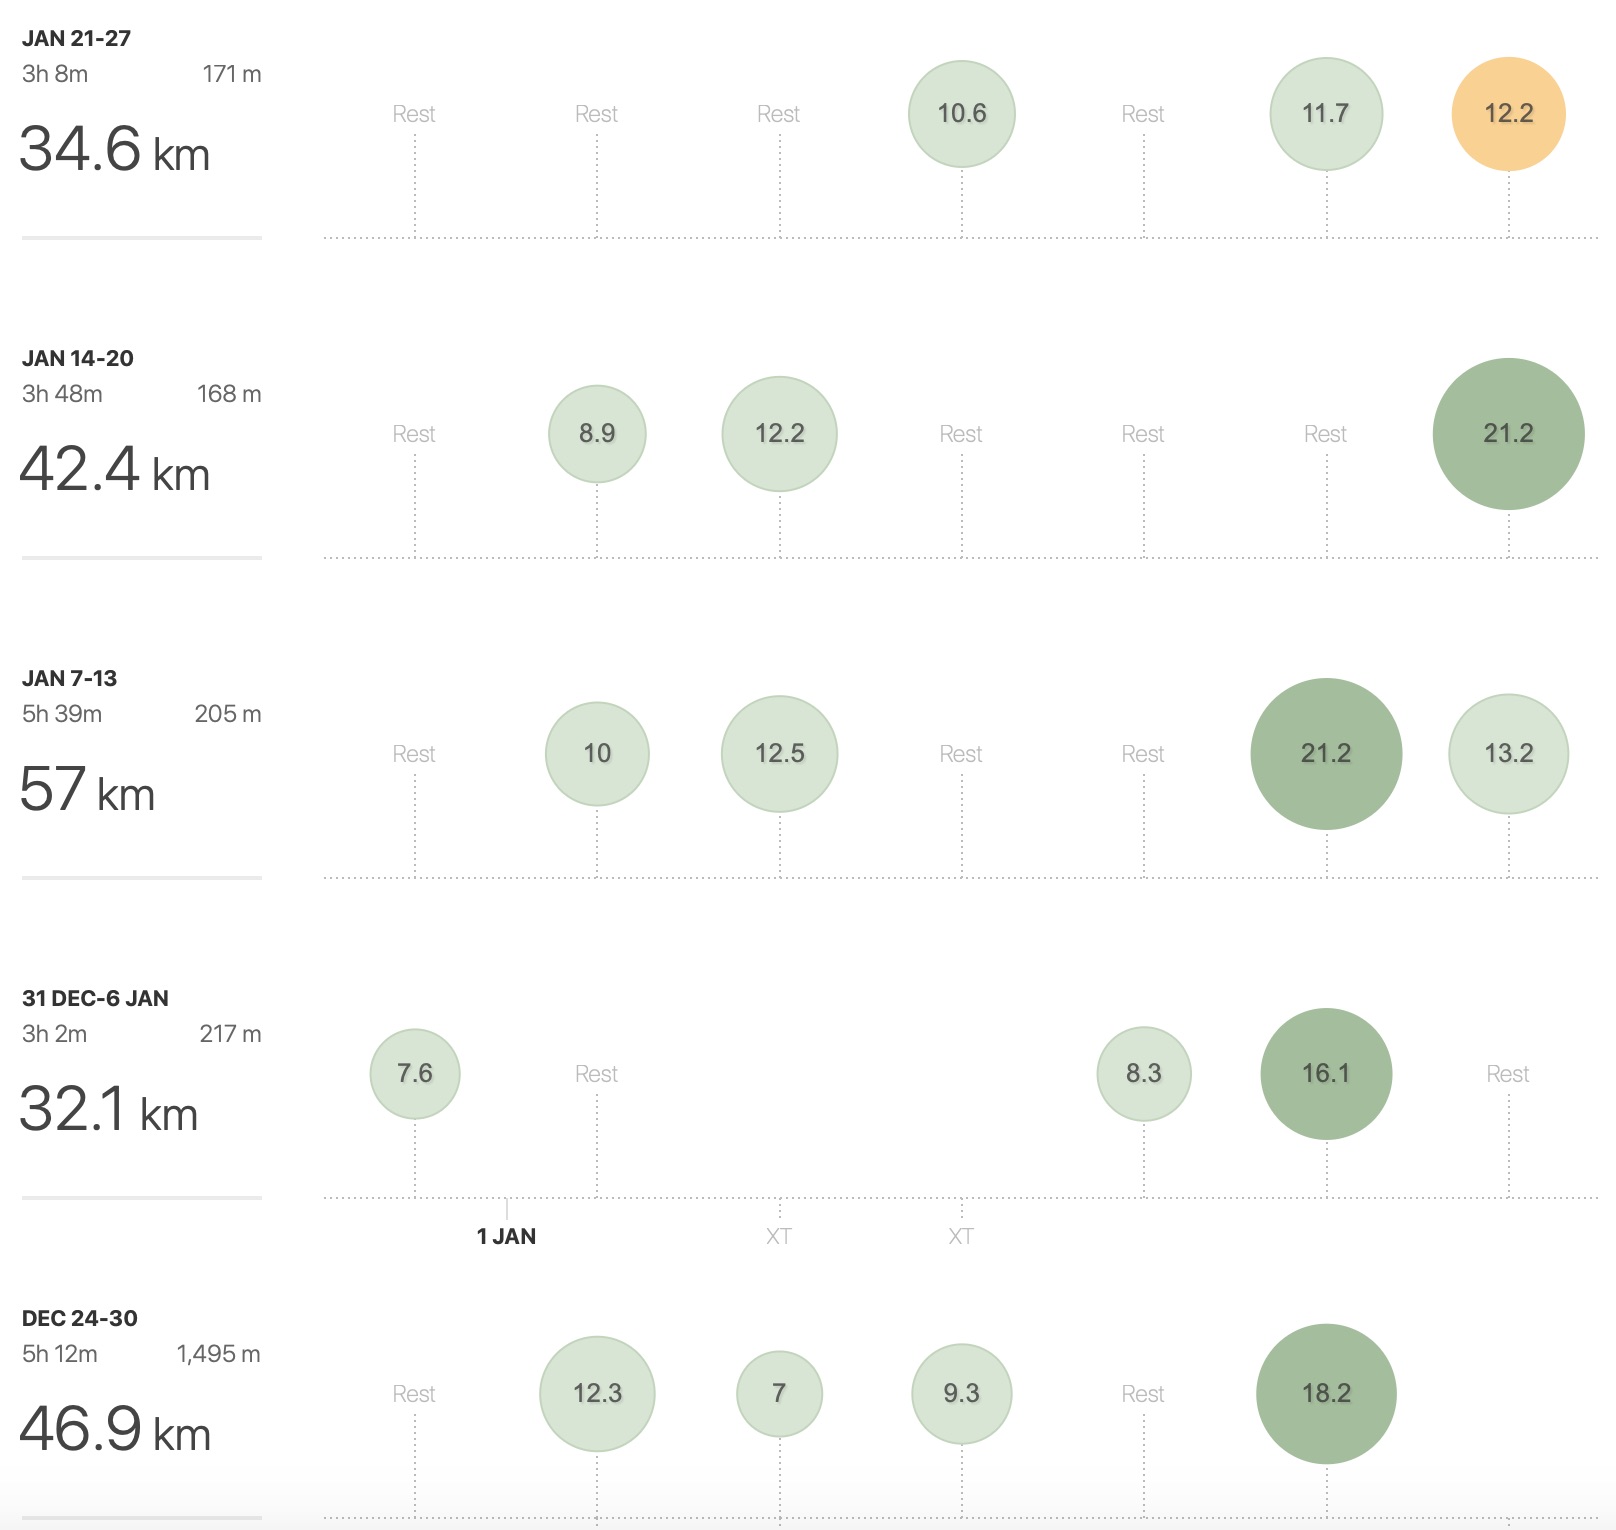 JAN 21-27
3h 8m 171 m
34.6 km
Rest Rest Rest 10.6 Rest 11.7 12.2
JAN 14-20
3h 48m 168 m
42.4 km
Rest 8.9 12.2 Rest Rest Rest 21.2
JAN 7-13
5h 39m 205 m
57 km
Rest 10 12.5 Rest Rest 21.2 13.2
31 DEC-6 JAN
3h 2m 217 m
32.1 km
7.6 Rest 8.3 16.1 Rest
1 JAN XT XT
DEC 24-30
5h 12m 1,495 m
46.9 km
Rest 12.3 7 9.3 Rest 18.2